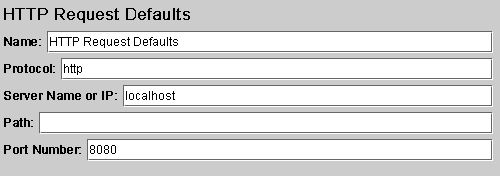 HTTP Request Defaults
Name: HTTP Request Defaults
Protocol: http
Server Name or IP: localhost
Path:
Port Number: 8080